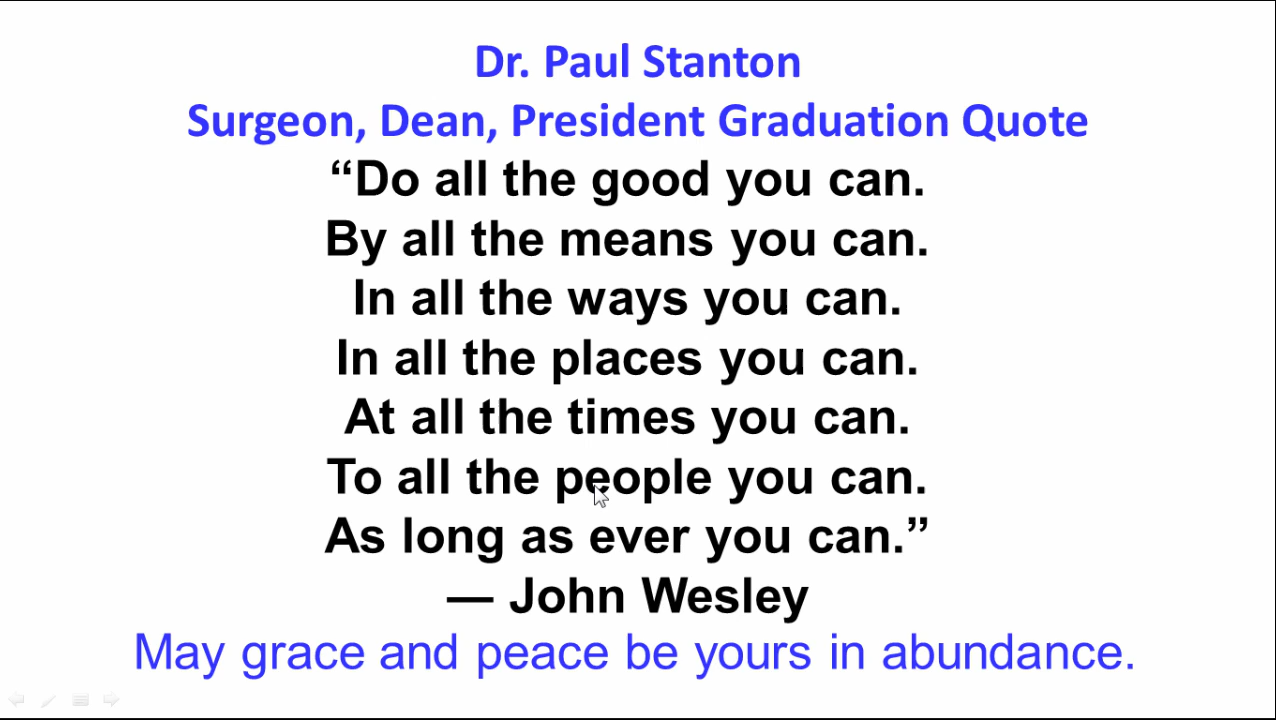 Dr. Paul Stanton
Surgeon, Dean, President Graduation Quote
“Do all the good you can.
By all the means you can.
In all the ways you can.
In all the places you can.
At all the times you can.
To all the people you can.
As long as ever you can.”
— John Wesley
May grace and peace be yours in abundance.